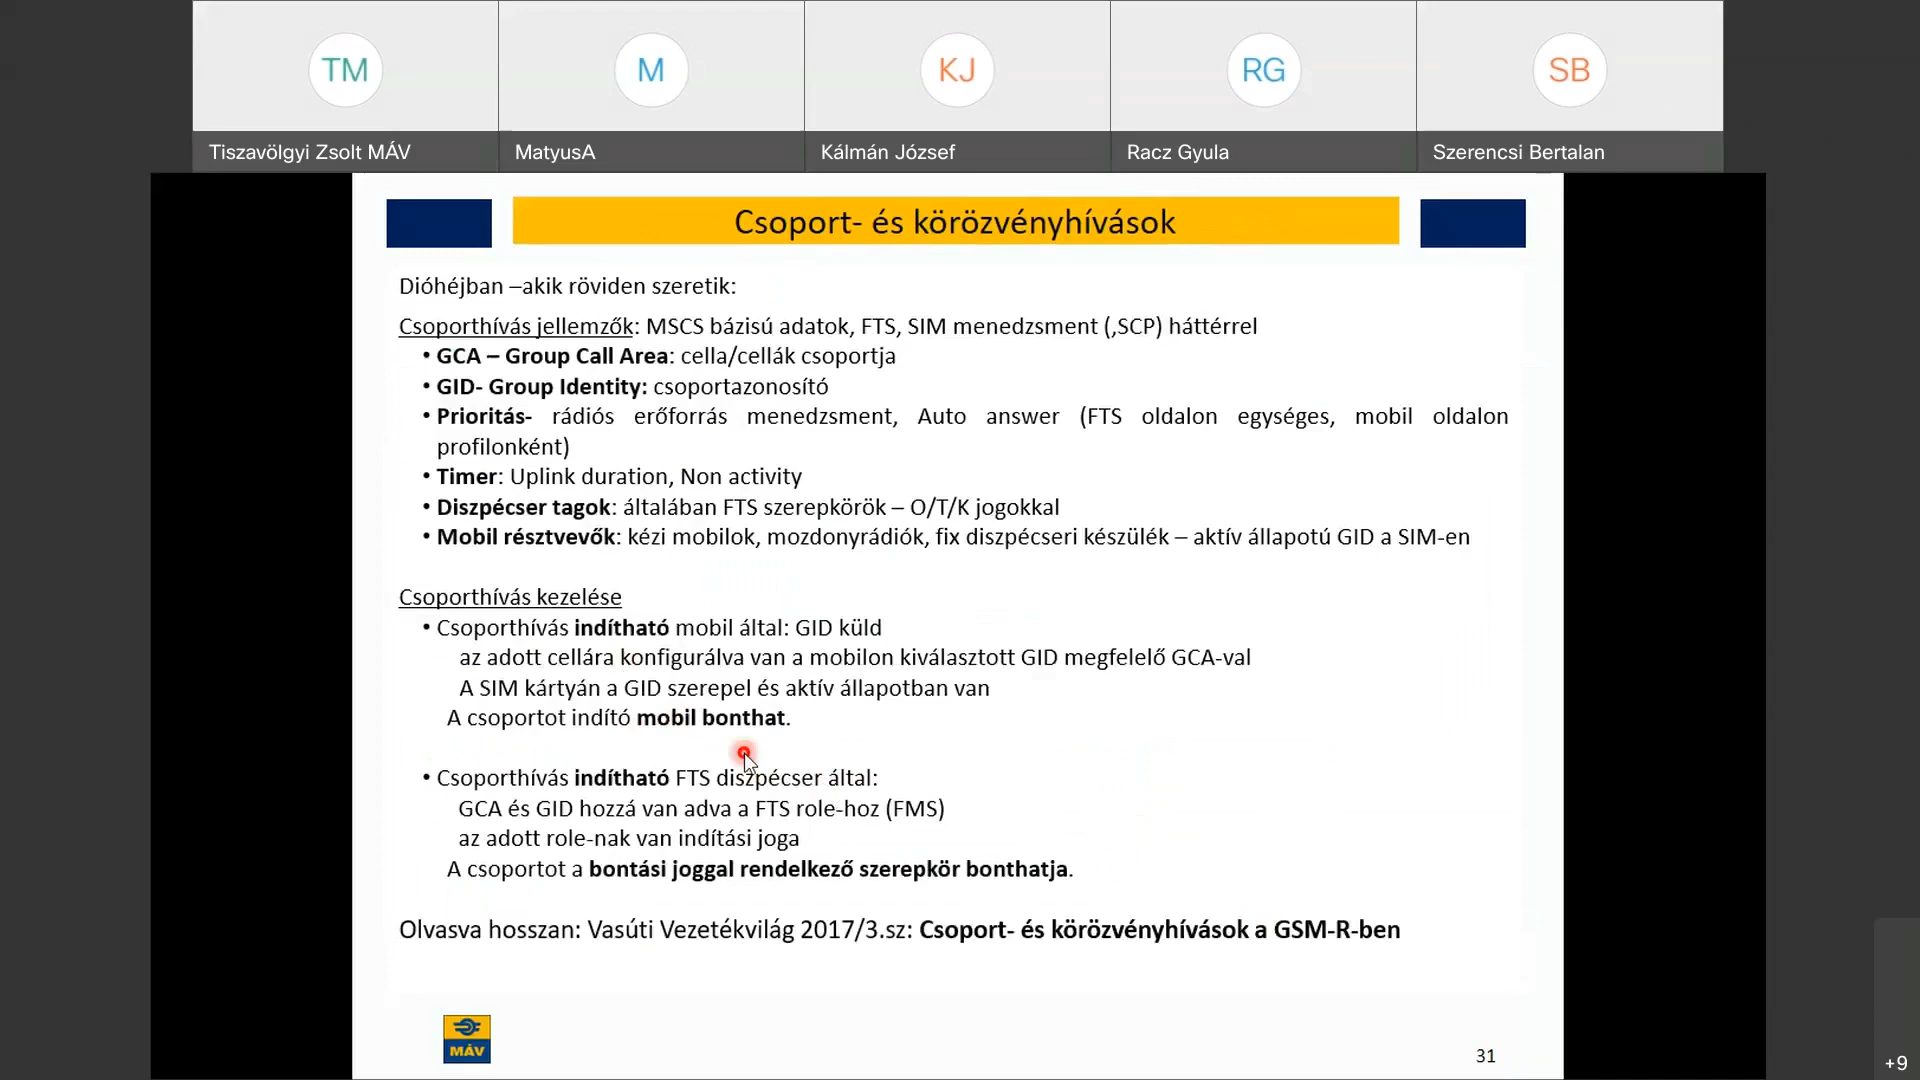 TM
M
KJ
RG
SB
Tiszavölgyi Zsolt MÁV
MatyusA
Kálmán József
Racz Gyula
Szerencsi Bertalan
Csoport- és körözvényhívások
Dióhéjban –akik röviden szeretik:
Csoporthívás jellemzők: MSCS bázisú adatok, FTS, SIM menedzsment (,SCP) háttérrel
• GCA – Group Call Area: cella/cellák csoportja
• GID- Group Identity: csoportazonosító
• Prioritás- rádiós erőforrás menedzsment, Auto answer (FTS oldalon egységes, mobil oldalon
profilonként)
• Timer: Uplink duration, Non activity
• Diszpécser tagok: általában FTS szerepkörök – O/T/K jogokkal
• Mobil résztvevők: kézi mobilok, mozdonyrádiók, fix diszpécseri készülék – aktív állapotú GID a SIM-en
Csoporthívás kezelése
• Csoporthívás indítható mobil által: GID küld
az adott cellára konfigurálva van a mobilon kiválasztott GID megfelelő GCA-val
A SIM kártyán a GID szerepel és aktív állapotban van
A csoportot indító mobil bonthat.
• Csoporthívás indítható FTS diszpécser által:
GCA és GID hozzá van adva a FTS role-hoz (FMS)
az adott role-nak van indítási joga
A csoportot a bontási joggal rendelkező szerepkör bonthatja.
Olvasva hosszan: Vasúti Vezetékvilág 2017/3.sz: Csoport- és körözvényhívások a GSM-R-ben
MÁV
31
+9